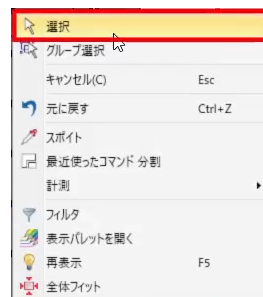 選択
グループ選択
キャンセル(C) Esc
元に戻す Ctrl+Z
スポイト
最近使ったコマンド 分割
計測
フィルタ
表示パレットを開く
再表示 F5
全体フィット